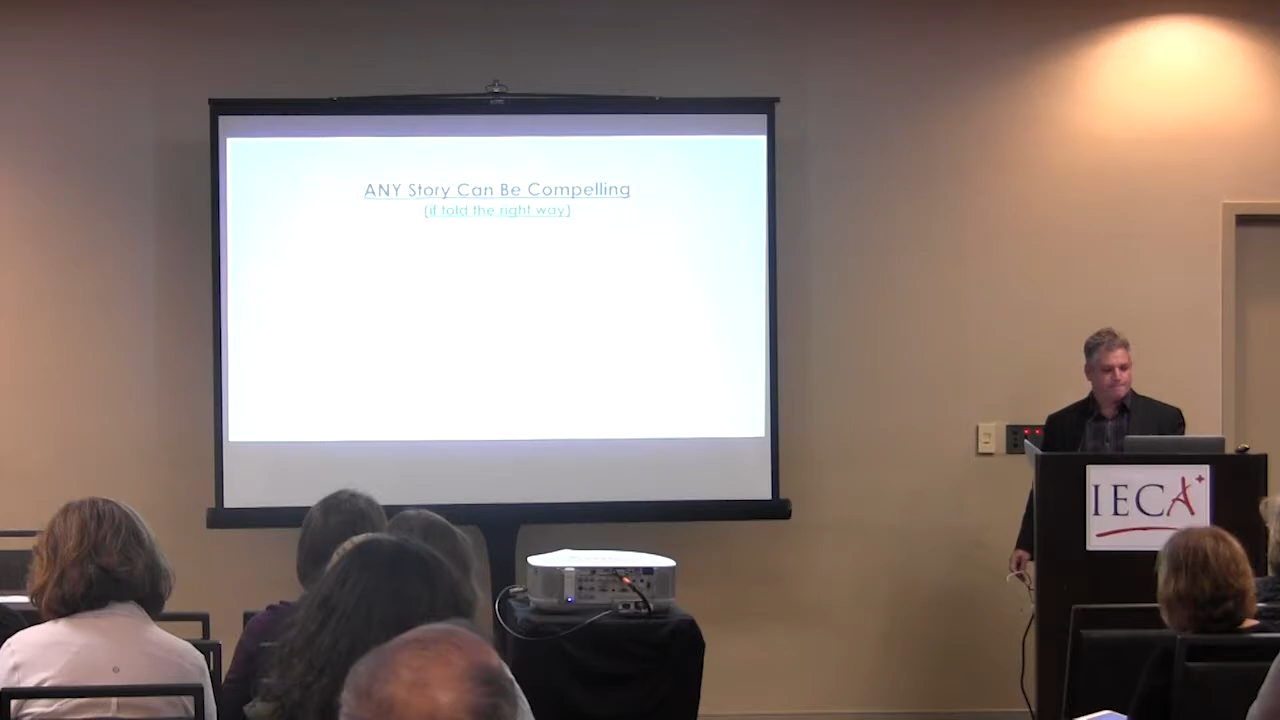 ANY Story Can Be Compelling
(if told the right way)
IECA+